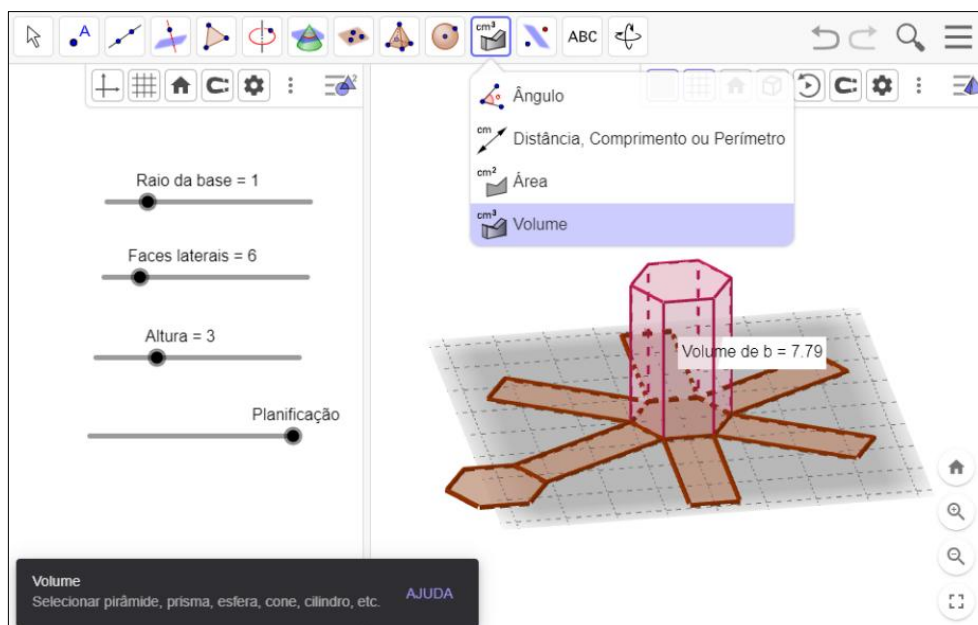 cm³
ABC
A
Ângulo
cm
Distância, Comprimento ou Perímetro
cm²
Área
cm³
Volume
Raio da base = 1
Faces laterais = 6
Altura = 3
Planificação
Volume de b = 7.79
Volume
Selecionar pirâmide, prisma, esfera, cone, cilindro, etc.
AJUDA